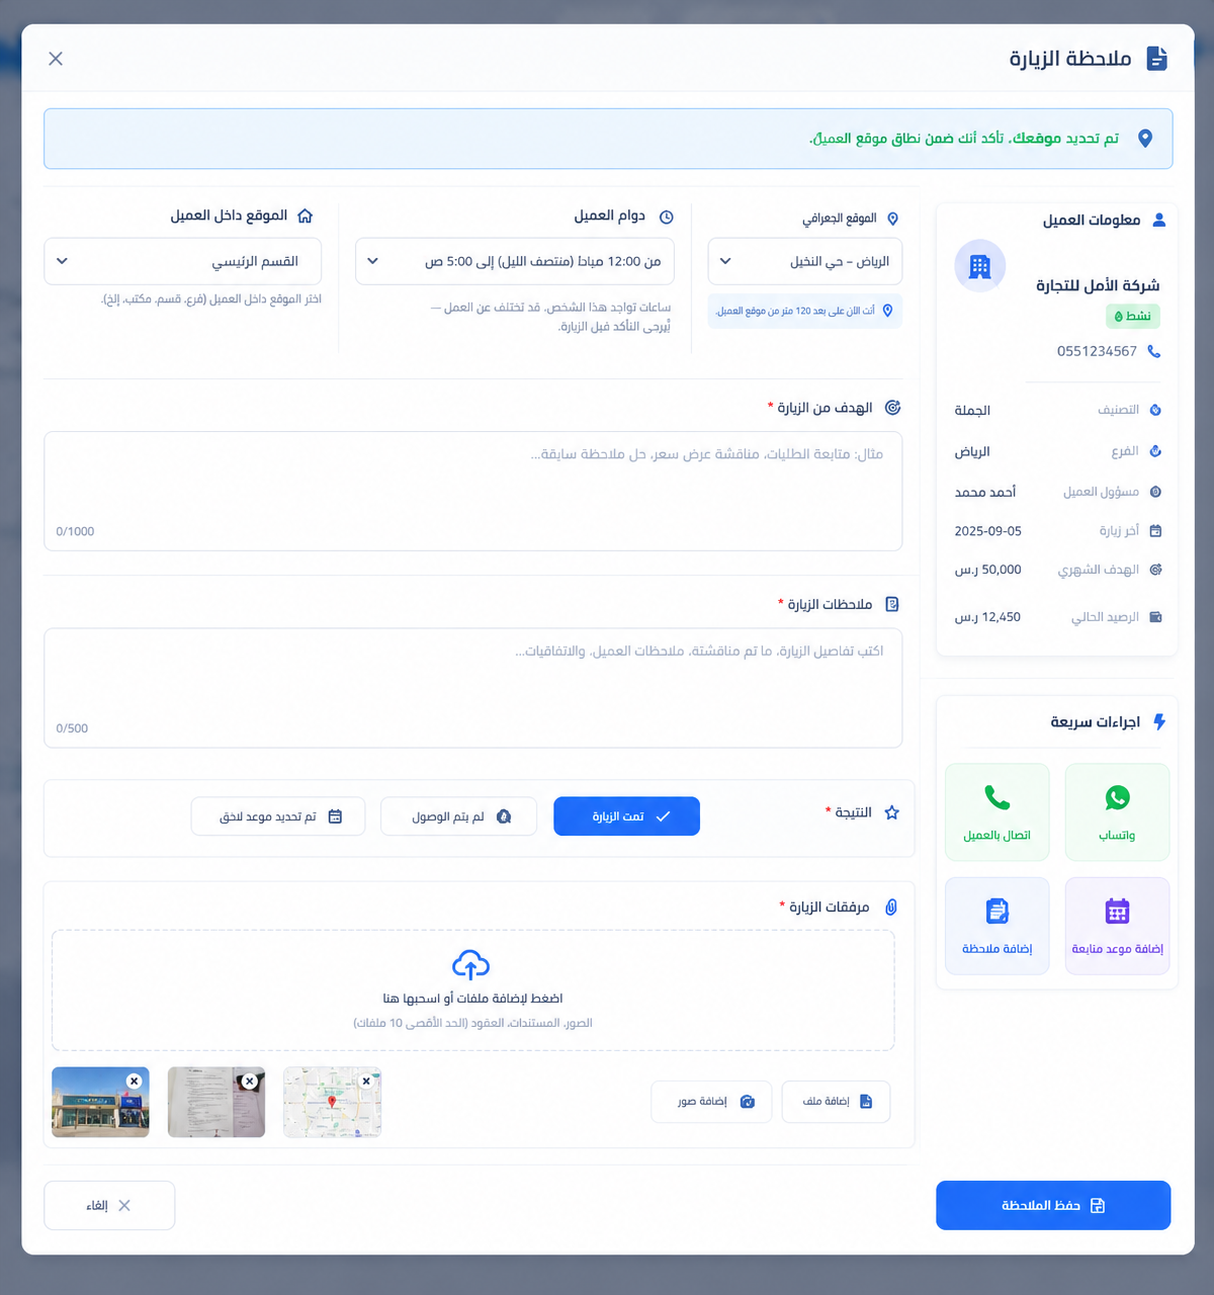 ملاحظة الزيارة
تم تحديد موقعك، تأكد أنك ضمن نطاق موقع العميل.
معلومات العميل
شركة الأمل للتجارة
نشط
0551234567
التصنيف
الجملة
الفرع
الرياض
مسؤول العميل
أحمد محمد
آخر زيارة
2025-09-05
الهدف الشهري
50,000 ر.س
الرصيد الحالي
12,450 ر.س
اجراءات سريعة
واتساب
اتصال بالعميل
إضافة موعد متابعة
إضافة ملاحظة
الموقع الجغرافي
الرياض – حي النخيل
أنت الآن على بعد 120 متر من موقع العميل.
دوام العميل
من 12:00 صباحًا (منتصف الليل) إلى 5:00 ص
ساعات تواجد هذا الشخص، قد تختلف عن العمل —
يُرجى التأكد قبل الزيارة.
الموقع داخل العميل
القسم الرئيسي
اختر الموقع داخل العميل (فرع، قسم، مكتب، إلخ).
الهدف من الزيارة *
مثال: متابعة الطلبات، مناقشة عرض سعر، حل ملاحظة سابقة...
0/1000
ملاحظات الزيارة *
اكتب تفاصيل الزيارة، ما تم مناقشتة، ملاحظات العميل، والاتفاقيات...
0/500
النتيجة *
تمت الزيارة
لم يتم الوصول
تم تحديد موعد لاحق
مرفقات الزيارة *
اضغط لإضافة ملفات أو اسحبها هنا
الصور، المستندات، العقود (الحد الأقصى 10 ملفات)
إضافة ملف
إضافة صور
حفظ الملاحظة
إلغاء